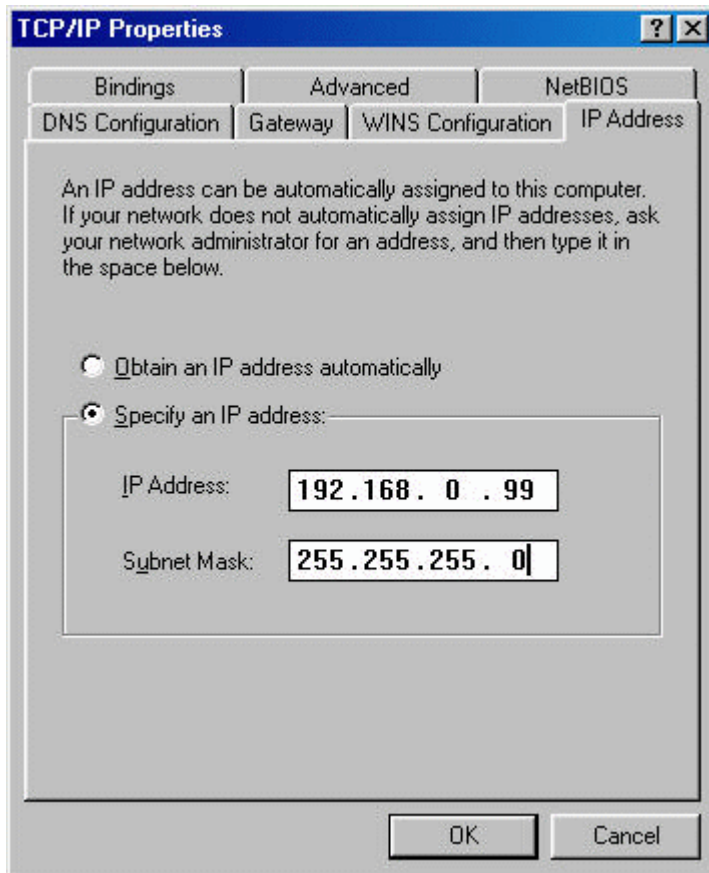 TCP/IP Properties
Bindings Advanced NetBIOS
DNS Configuration Gateway WINS Configuration IP Address
An IP address can be automatically assigned to this computer.
If your network does not automatically assign IP addresses, ask
your network administrator for an address, and then type it in
the space below.
Obtain an IP address automatically
Specify an IP address:
IP Address: 192.168. 0 . 99
Subnet Mask: 255.255.255. 0
OK Cancel